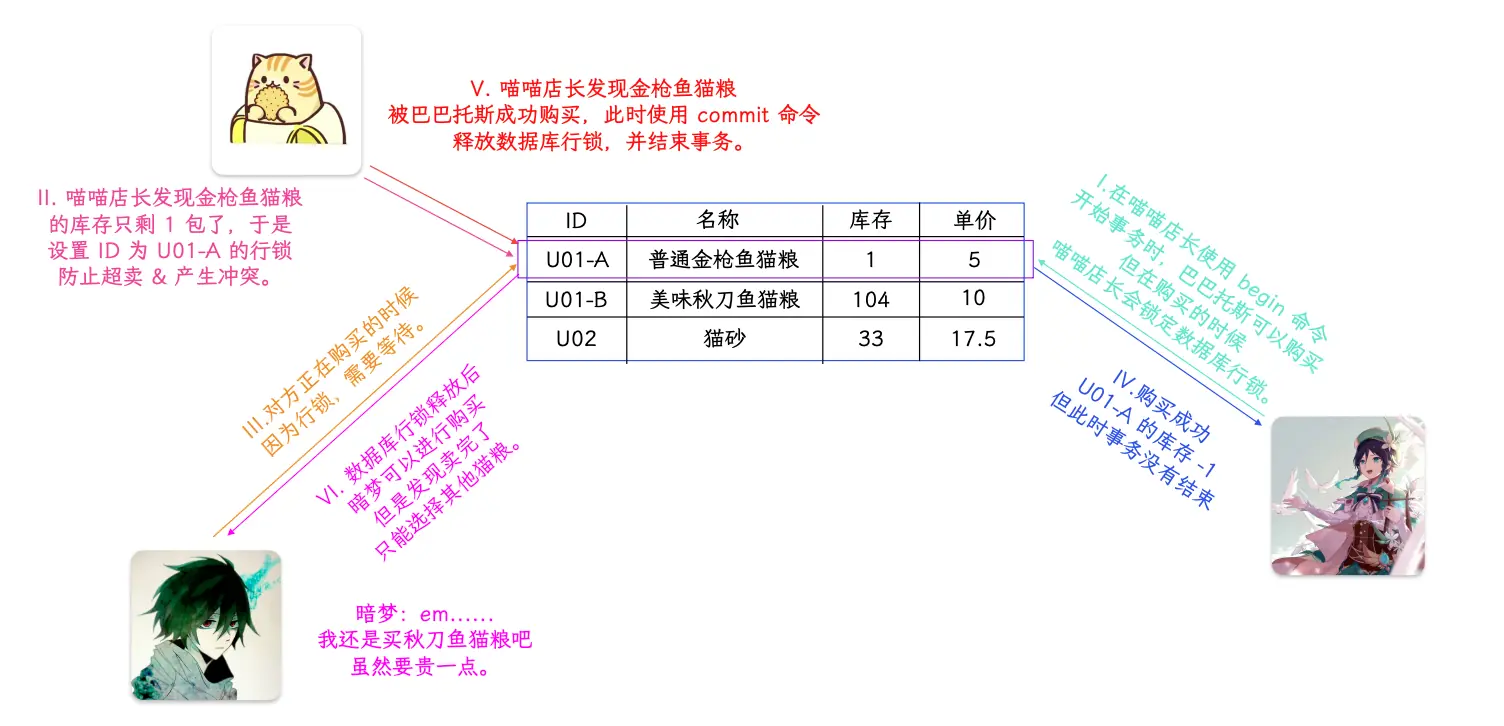 V. 喵喵店长发现金枪鱼猫粮
被巴巴托斯成功购买，此时使用 commit 命令
释放数据库行锁，并结束事务。
II. 喵喵店长发现金枪鱼猫粮
的库存只剩 1 包了，于是
设置 ID 为 U01-A 的行锁
防止超卖 & 产生冲突。
ID 名称 库存 单价
U01-A 普通金枪鱼猫粮 1 5
U01-B 美味秋刀鱼猫粮 104 10
U02 猫砂 33 17.5
I.在喵喵店长使用 begin 命令
开始事务时，巴巴托斯可以购买
但在购买的时候
喵喵店长会锁定数据库行锁。
III.对方正在购买的时候
因为行锁，需要等待。
IV.购买成功
U01-A 的库存 -1
但此时事务没有结束
VI. 数据库行锁释放后
暗梦可以进行购买
但是发现卖完了
只能选择其他猫粮。
暗梦：em......
我还是买秋刀鱼猫粮吧
虽然要贵一点。